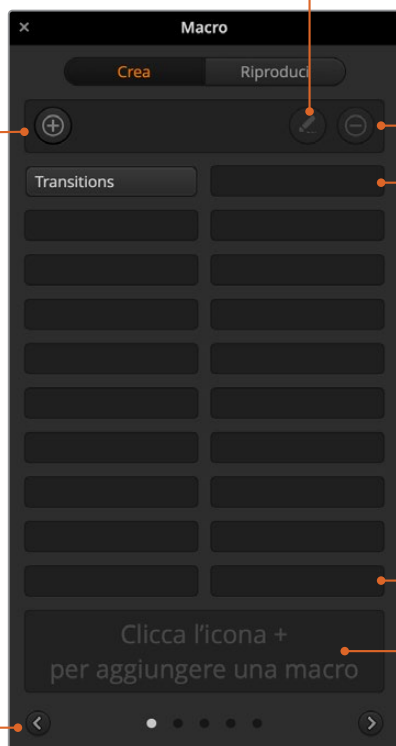 Macro
Crea Riproduci
Transitions
Clicca l’icona +
per aggiungere una macro